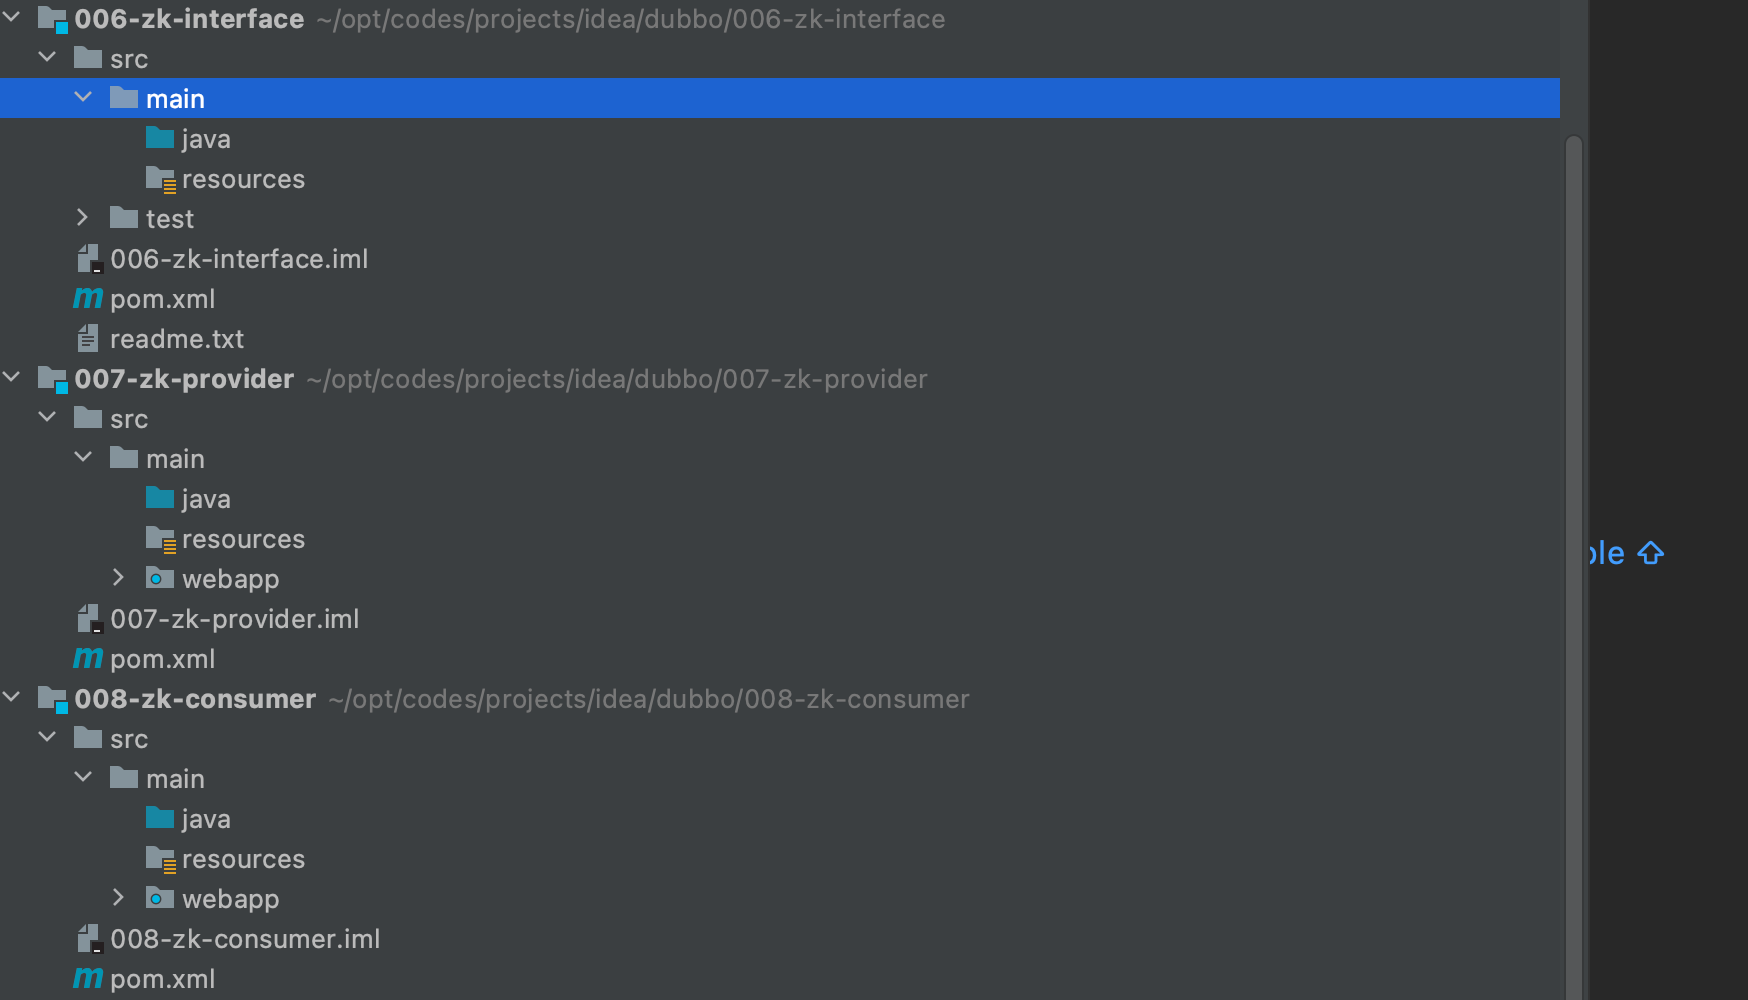 006-zk-interface ~/opt/codes/projects/idea/dubbo/006-zk-interface
src
main
java
resources
test
006-zk-interface.iml
pom.xml
readme.txt
007-zk-provider ~/opt/codes/projects/idea/dubbo/007-zk-provider
src
main
java
resources
webapp
007-zk-provider.iml
pom.xml
008-zk-consumer ~/opt/codes/projects/idea/dubbo/008-zk-consumer
src
main
java
resources
webapp
008-zk-consumer.iml
pom.xml